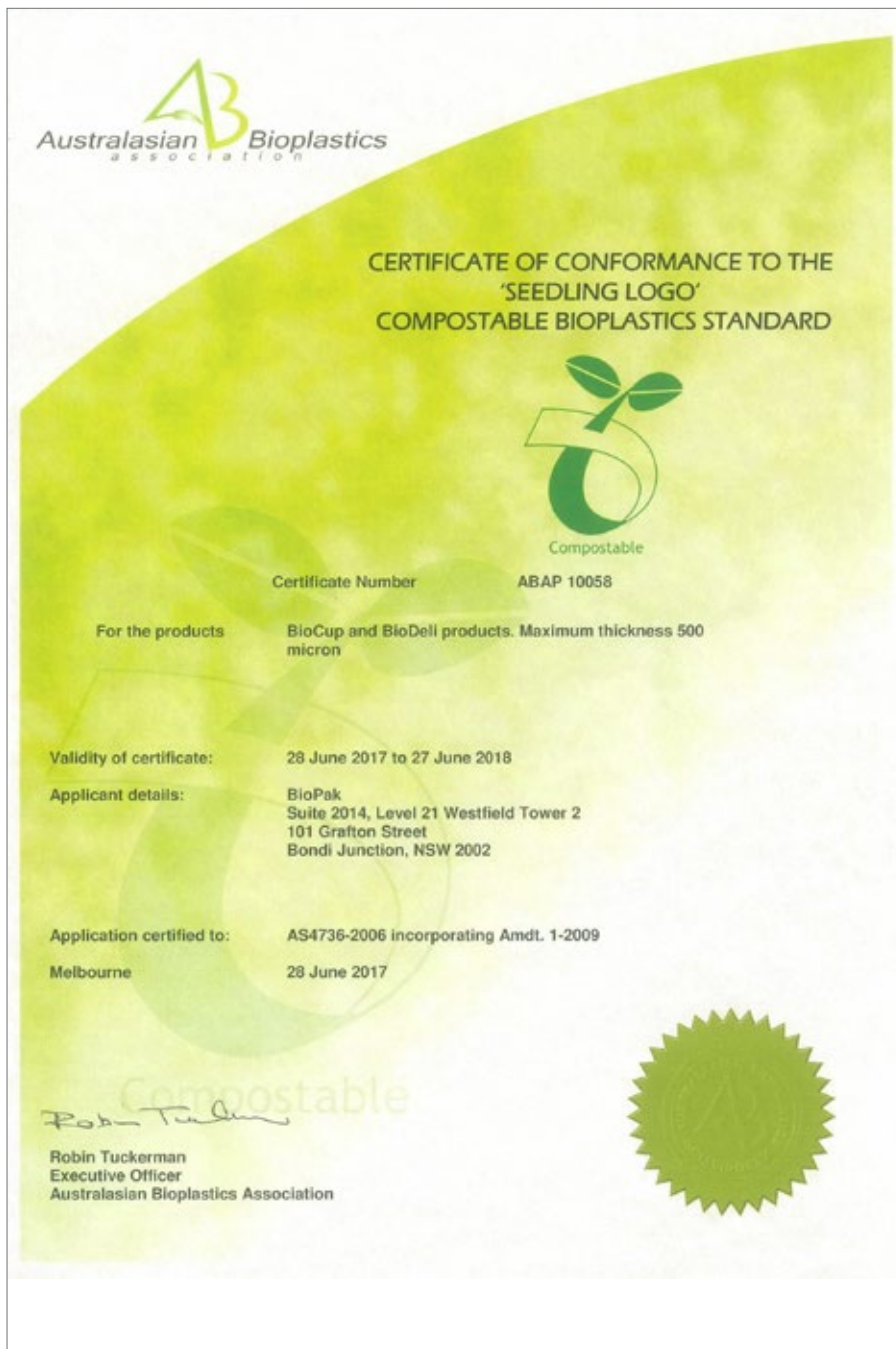 Australasian AB Bioplastics
association
CERTIFICATE OF CONFORMANCE TO THE
'SEEDLING LOGO'
COMPOSTABLE BIOPLASTICS STANDARD
Compostable
Certificate Number ABAP 10058
For the products BioCup and BioDeli products. Maximum thickness 500
micron
Validity of certificate: 28 June 2017 to 27 June 2018
Applicant details: BioPak
Suite 2014, Level 21 Westfield Tower 2
101 Grafton Street
Bondi Junction, NSW 2002
Application certified to: AS4736-2006 incorporating Amdt. 1-2009
Melbourne 28 June 2017
Compostable
Robin Tuckerman
Executive Officer
Australasian Bioplastics Association